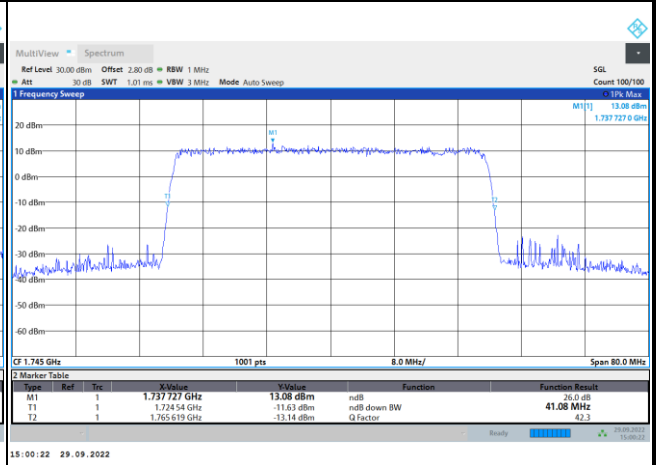 MultiView Spectrum
Ref Level 30.00 dBm Offset 2.80 dB RBW 1 MHz SGL
Att 30 dB SWT 1.01 ms VBW 3 MHz Mode Auto Sweep Count 100/100
1 Frequency Sweep 1Pk Max
M1[1] 13.08 dBm
1.737 727 0 GHz
20 dBm
M1
10 dBm
0 dBm
T1
T2
-10 dBm
-20 dBm
-30 dBm
-40 dBm
-50 dBm
-60 dBm
CF 1.745 GHz 1001 pts 8.0 MHz/ Span 80.0 MHz
2 Marker Table
Type Ref Trc X-Value Y-Value Function Function Result
M1 1 1.737 727 GHz 13.08 dBm ndB 26.0 dB
T1 1 1.724 54 GHz -11.63 dBm ndB down BW 41.08 MHz
T2 1 1.765 619 GHz -13.14 dBm Q Factor 42.3
Ready 29.09.2022
15:00:22
15:00:22 29.09.2022